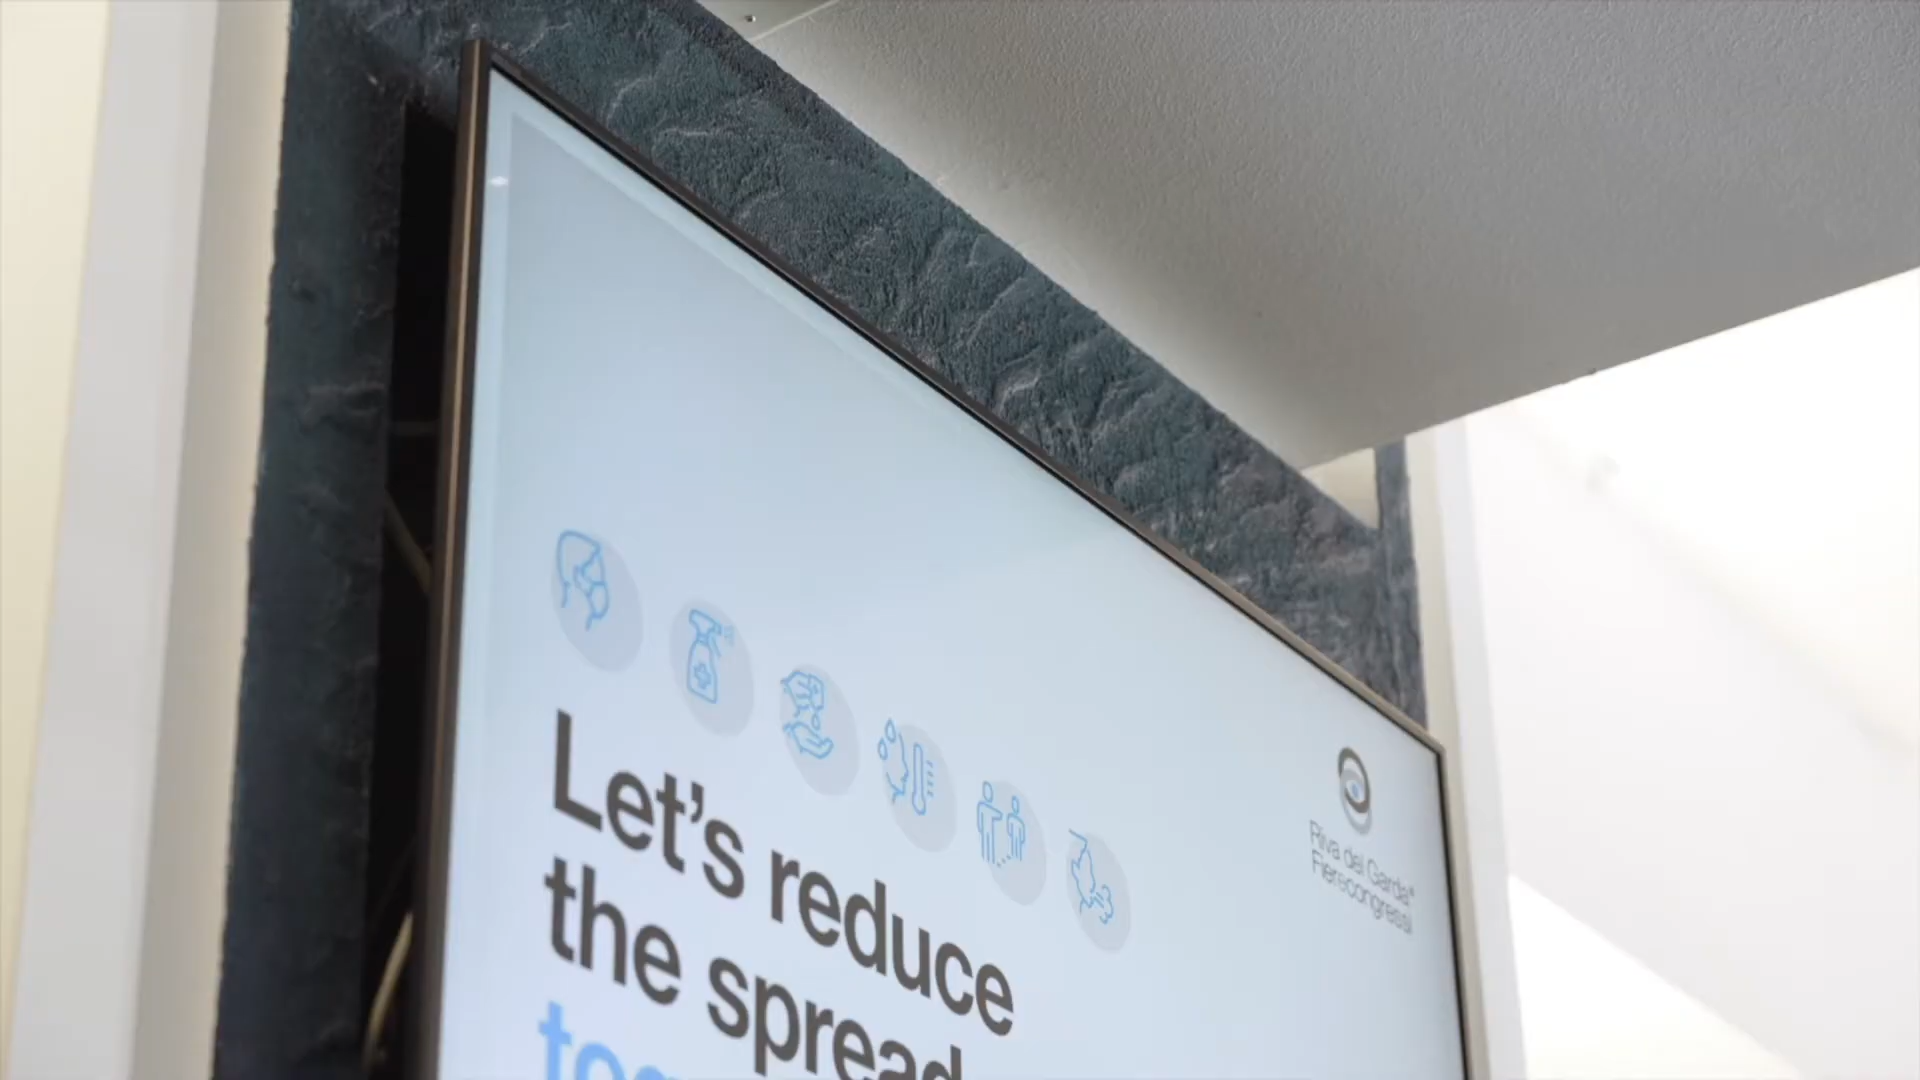 Let's reduce
the spread
Riva del Garda
Fierecongressi